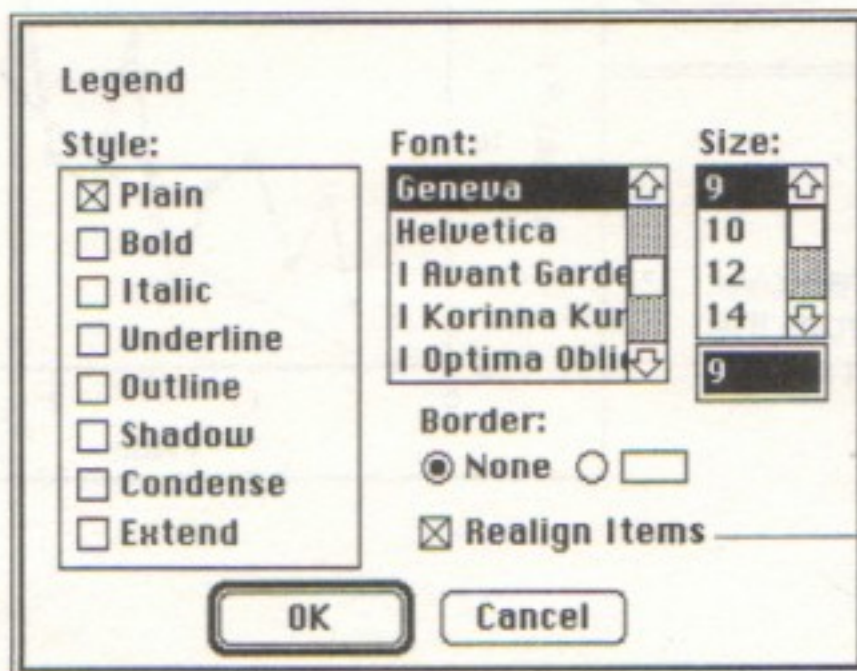 Legend
Style:
Plain
Bold
Italic
Underline
Outline
Shadow
Condense
Extend
Font:
Geneva
Helvetica
I Avant Garde
I Korinna Kur
I Optima Oblic
Size:
9
10
12
14
9
Border:
None
Realign Items
OK
Cancel